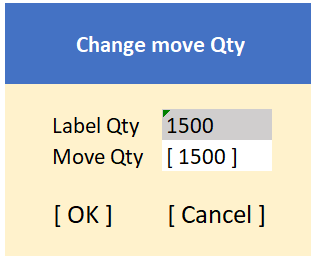 Change move Qty
Label Qty 1500
Move Qty [ 1500 ]
[ OK ] [ Cancel ]